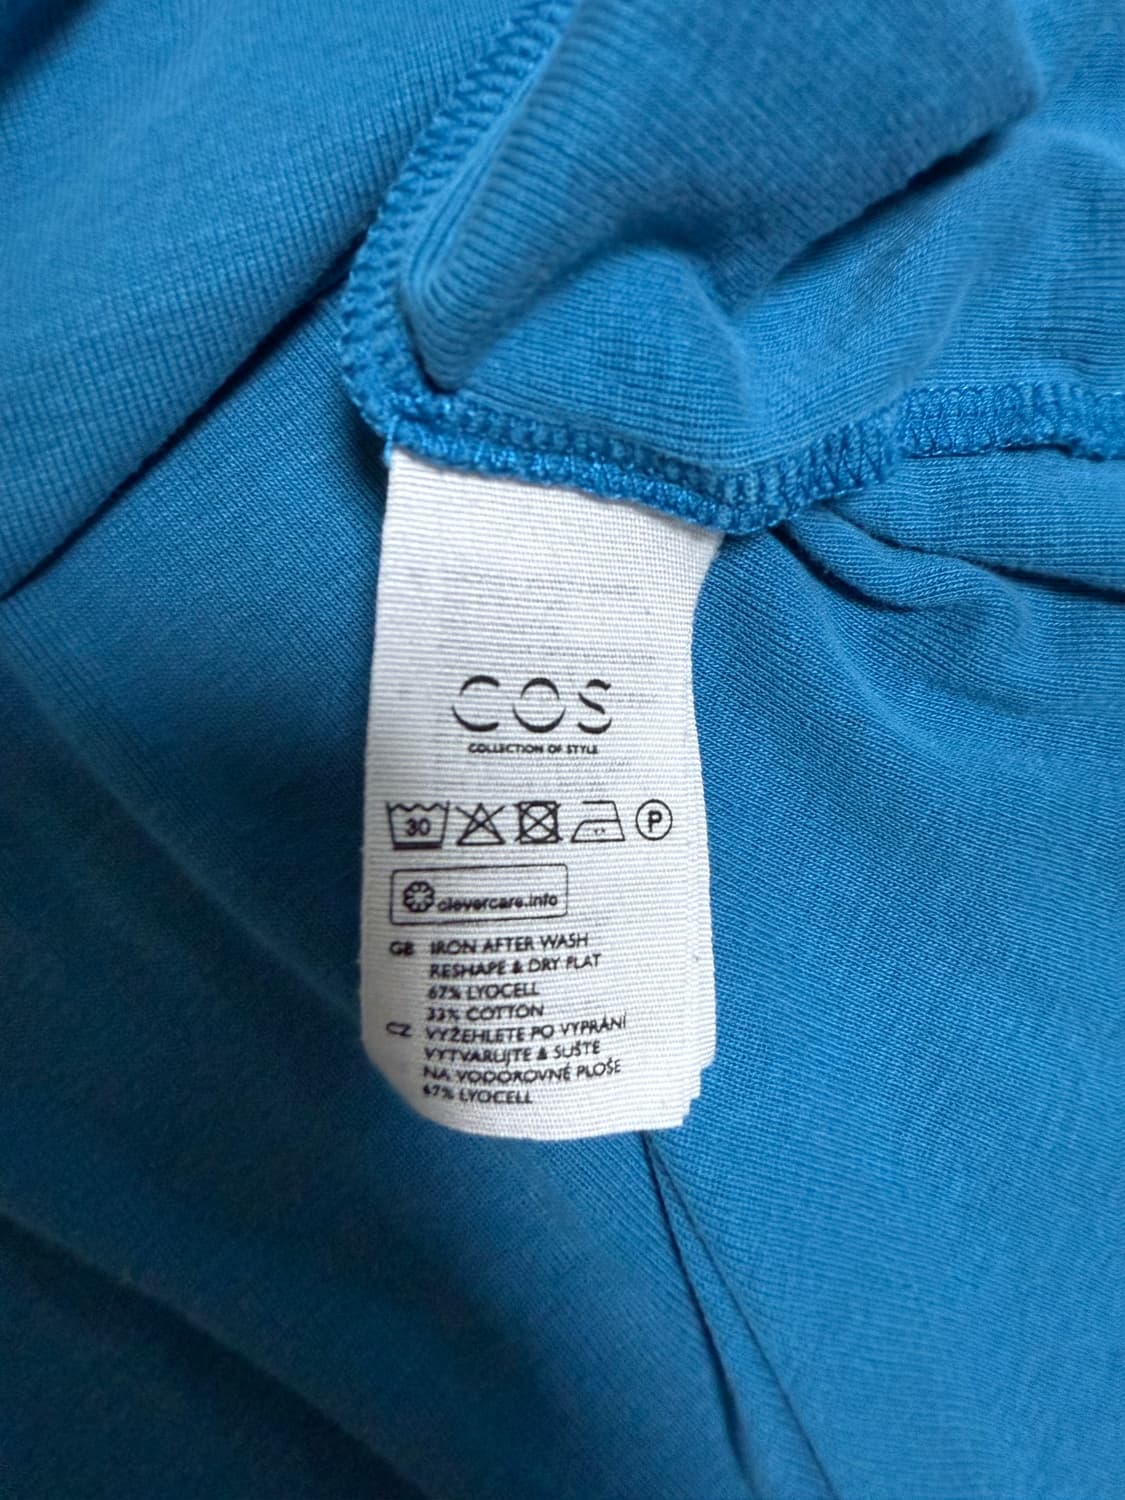 COS
COLLECTION OF STYLE
30 P
clevercare.info
GB IRON AFTER WASH
RESHAPE & DRY FLAT
67% LYOCELL
33% COTTON
CZ VYŽEHLETE PO VYPRÁNÍ
VYTVARUJTE & SUŠTE
NA VODOROVNÉ PLOŠE
67% LYOCELL